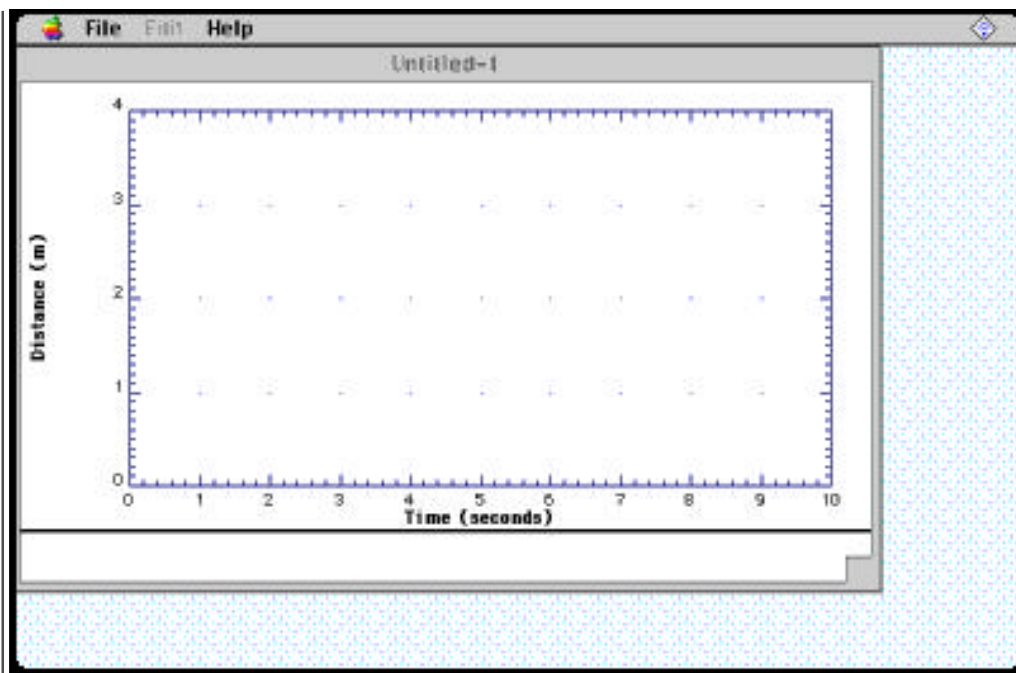 File Edit Help
Untitled-1
4
3
2
1
0
Distance (m)
0 1 2 3 4 5 6 7 8 9 10
Time (seconds)